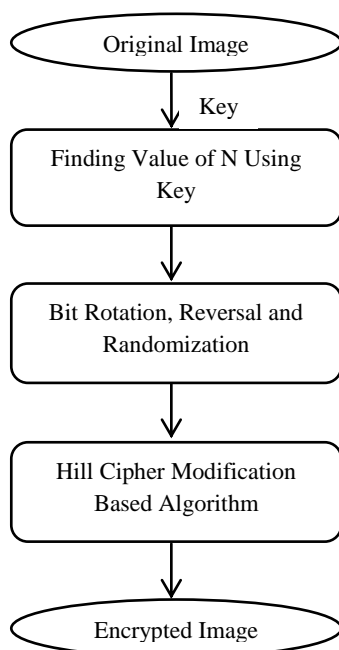 Original Image
Key
Finding Value of N Using
Key
Bit Rotation, Reversal and
Randomization
Hill Cipher Modification
Based Algorithm
Encrypted Image